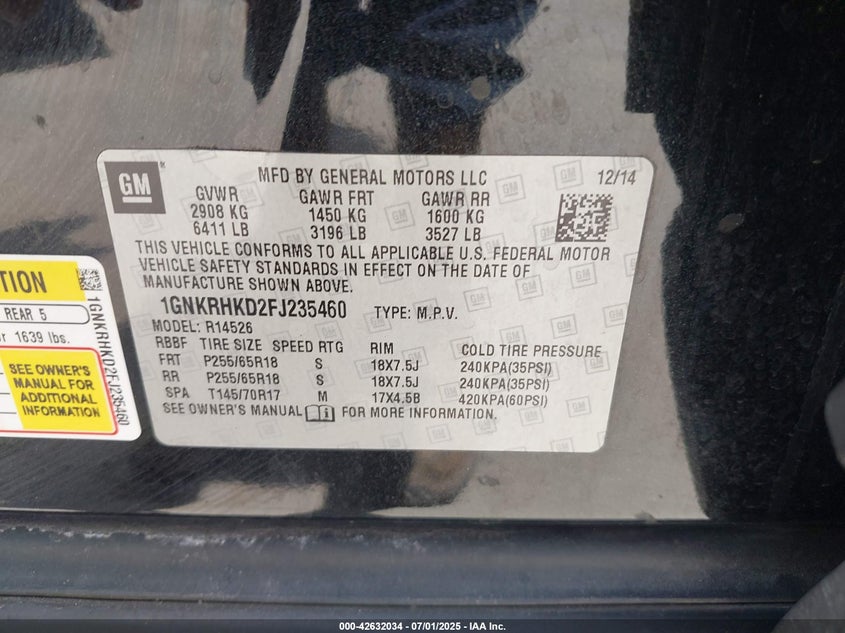 GM
MFD BY GENERAL MOTORS LLC 12/14
GVWR GAWR FRT GAWR RR
2908 KG 1450 KG 1600 KG
6411 LB 3196 LB 3527 LB
THIS VEHICLE CONFORMS TO ALL APPLICABLE U.S. FEDERAL MOTOR
VEHICLE SAFETY STANDARDS IN EFFECT ON THE DATE OF
MANUFACTURE SHOWN ABOVE.
1GNKRHKD2FJ235460 TYPE: M.P.V.
MODEL: R14526
RBBF TIRE SIZE SPEED RTG RIM COLD TIRE PRESSURE
FRT P255/65R18 S 18X7.5J 240KPA(35PSI)
RR P255/65R18 S 18X7.5J 240KPA(35PSI)
SPA T145/70R17 M 17X4.5B 420KPA(60PSI)
SEE OWNER'S MANUAL FOR MORE INFORMATION.
REAR 5
1639 lbs.
SEE OWNER'S
MANUAL FOR
ADDITIONAL
INFORMATION
1GNKRHKD2FJ235460
000-42632034 / 07/01/2025 - IAA Inc.